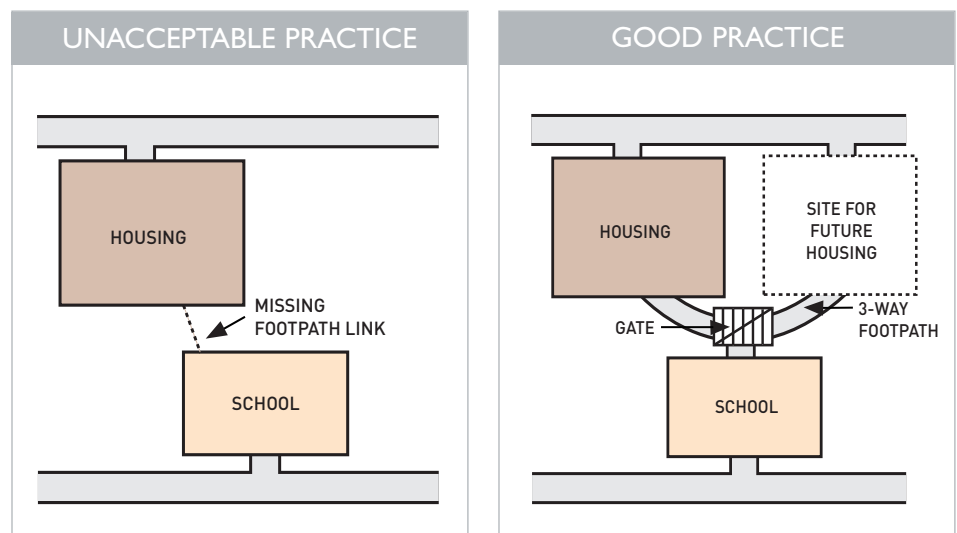 UNACCEPTABLE PRACTICE
HOUSING
MISSING
FOOTPATH LINK
SCHOOL
GOOD PRACTICE
HOUSING
SITE FOR
FUTURE
HOUSING
GATE
3-WAY
FOOTPATH
SCHOOL